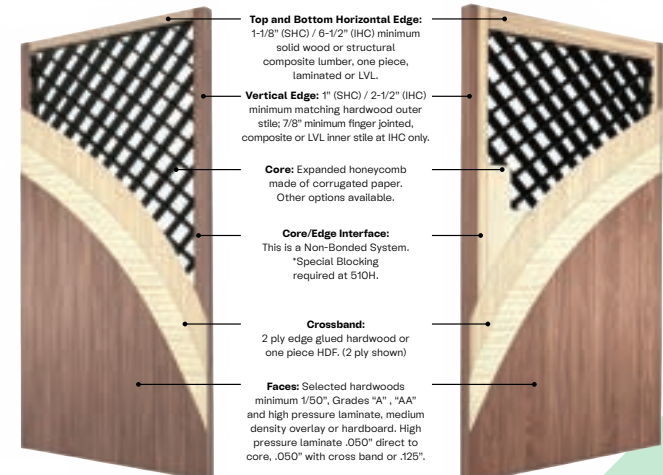 Top and Bottom Horizontal Edge:
1-1/8" (SHC) / 6-1/2" (IHC) minimum
solid wood or structural
composite lumber, one piece,
laminated or LVL.
Vertical Edge: 1" (SHC) / 2-1/2" (IHC)
minimum matching hardwood outer
stile; 7/8" minimum finger jointed,
composite or LVL inner stile at IHC only.
Core: Expanded honeycomb
made of corrugated paper.
Other options available.
Core/Edge Interface:
This is a Non-Bonded System.
*Special Blocking
required at 510H.
Crossband:
2 ply edge glued hardwood or
one piece HDF. (2 ply shown)
Faces: Selected hardwoods
minimum 1/50", Grades "A" , "AA"
and high pressure laminate, medium
density overlay or hardboard. High
pressure laminate .050" direct to
core, .050" with cross band or .125".